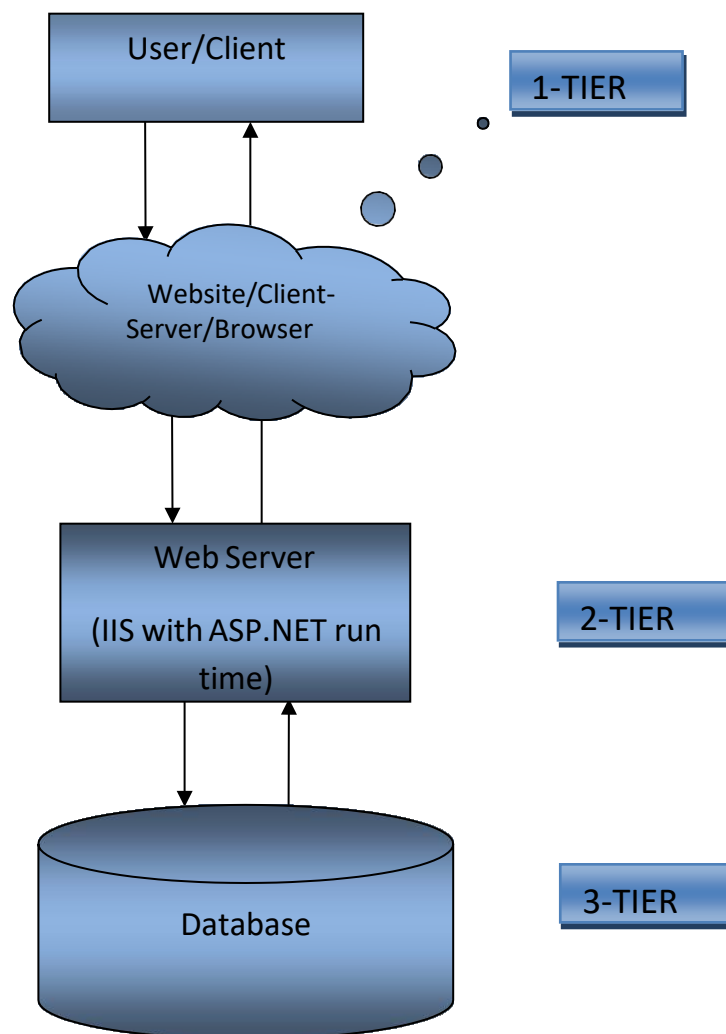 User/Client
1-TIER
Website/Client-
Server/Browser
Web Server
(IIS with ASP.NET run
time)
2-TIER
Database
3-TIER